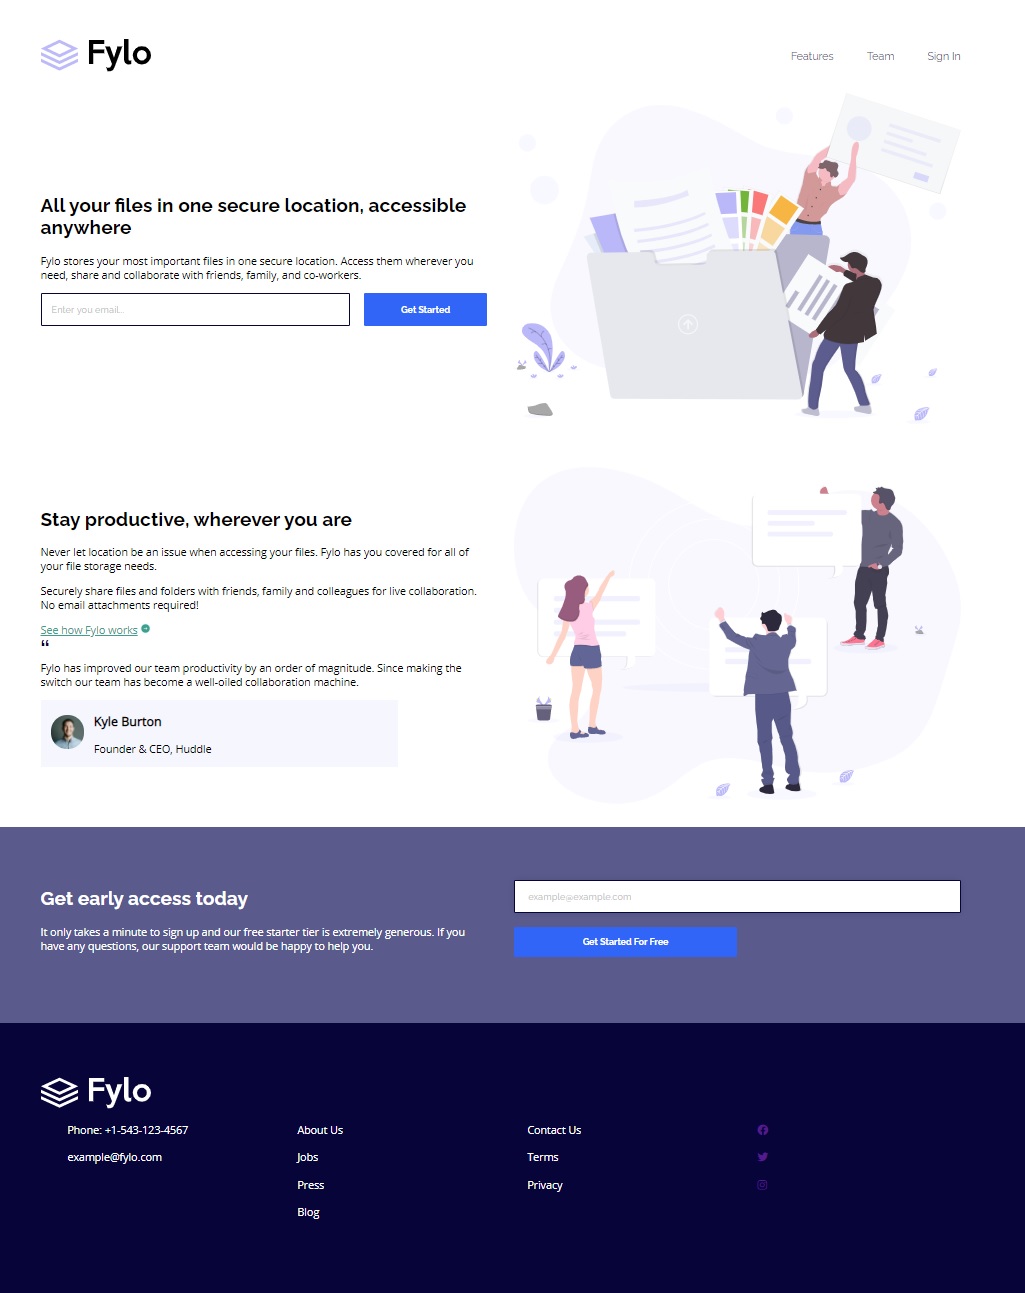 Fylo
Features Team Sign In
All your files in one secure location, accessible
anywhere
Fylo stores your most important files in one secure location. Access them wherever you
need, share and collaborate with friends, family, and co-workers.
Enter you email...
Get Started
Stay productive, wherever you are
Never let location be an issue when accessing your files. Fylo has you covered for all of
your file storage needs.
Securely share files and folders with friends, family and colleagues for live collaboration.
No email attachments required!
See how Fylo works
“
Fylo has improved our team productivity by an order of magnitude. Since making the
switch our team has become a well-oiled collaboration machine.
Kyle Burton
Founder & CEO, Huddle
Get early access today
It only takes a minute to sign up and our free starter tier is extremely generous. If you
have any questions, our support team would be happy to help you.
example@example.com
Get Started For Free
Fylo
Phone: +1-543-123-4567
example@fylo.com
About Us
Jobs
Press
Blog
Contact Us
Terms
Privacy